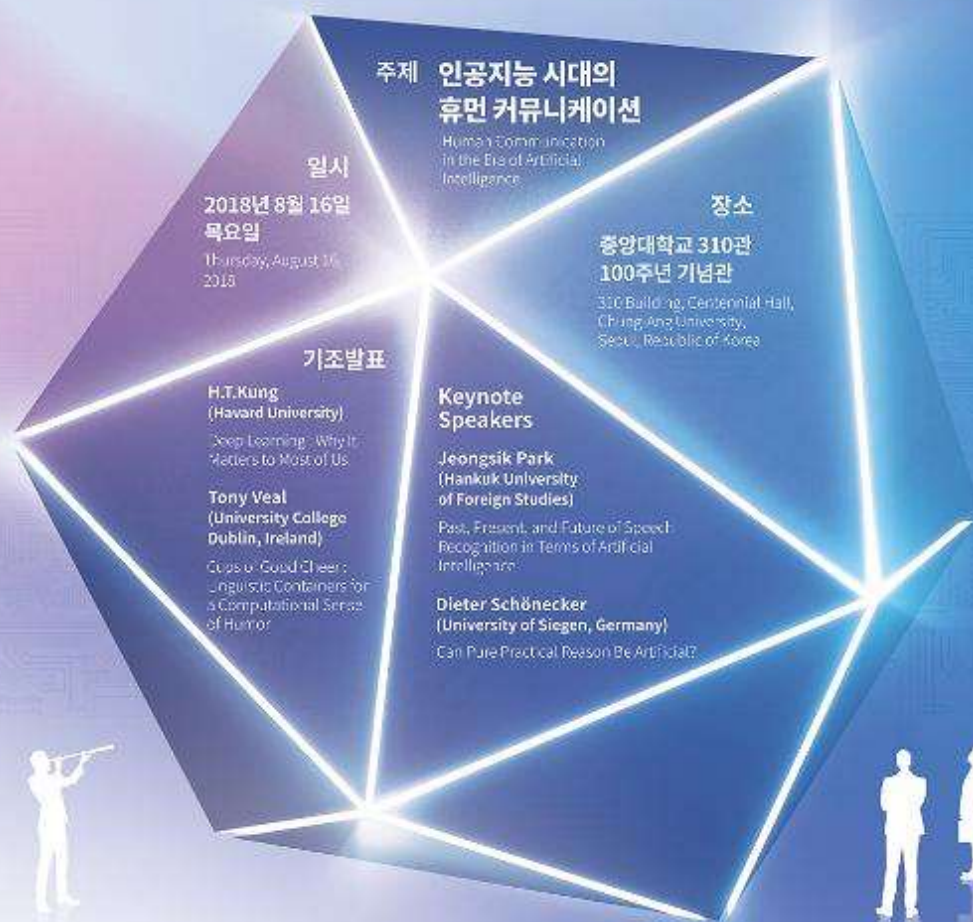 주제
인공지능 시대의
휴먼 커뮤니케이션
Human Communication
in the Era of Artificial
Intelligence
일시
2018년 8월 16일
목요일
Thursday, August 16,
2018
장소
중앙대학교 310관
100주년 기념관
310 Building, Centennial Hall,
Chung-Ang University,
Seoul, Republic of Korea
기조발표
H.T.Kung
(Havard University)
Deep Learning: Why It
Matters to Most of Us
Tony Veal
(University College
Dublin, Ireland)
Cups of Good Cheer:
Linguistic Containers for
a Computational Sense
of Humor
Keynote
Speakers
Jeongsik Park
(Hankuk University
of Foreign Studies)
Past, Present, and Future of Speech
Recognition in Terms of Artificial
Intelligence
Dieter Schönecker
(University of Siegen, Germany)
Can Pure Practical Reason Be Artificial?